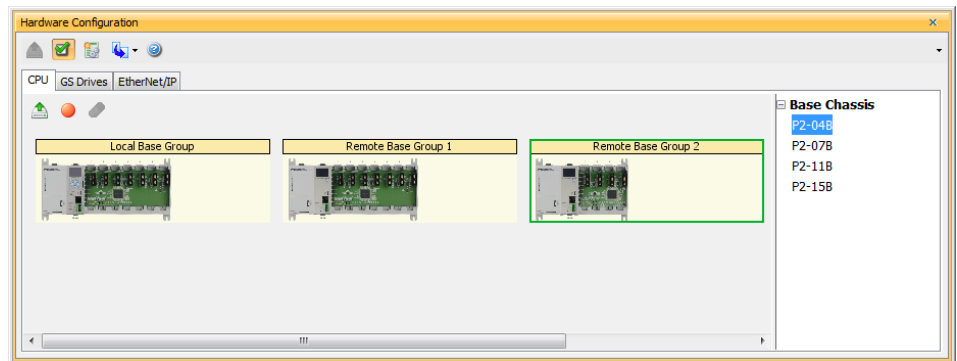 Hardware Configuration
CPU GS Drives EtherNet/IP
Base Chassis
P2-04B
P2-07B
P2-11B
P2-15B
Local Base Group Remote Base Group 1 Remote Base Group 2